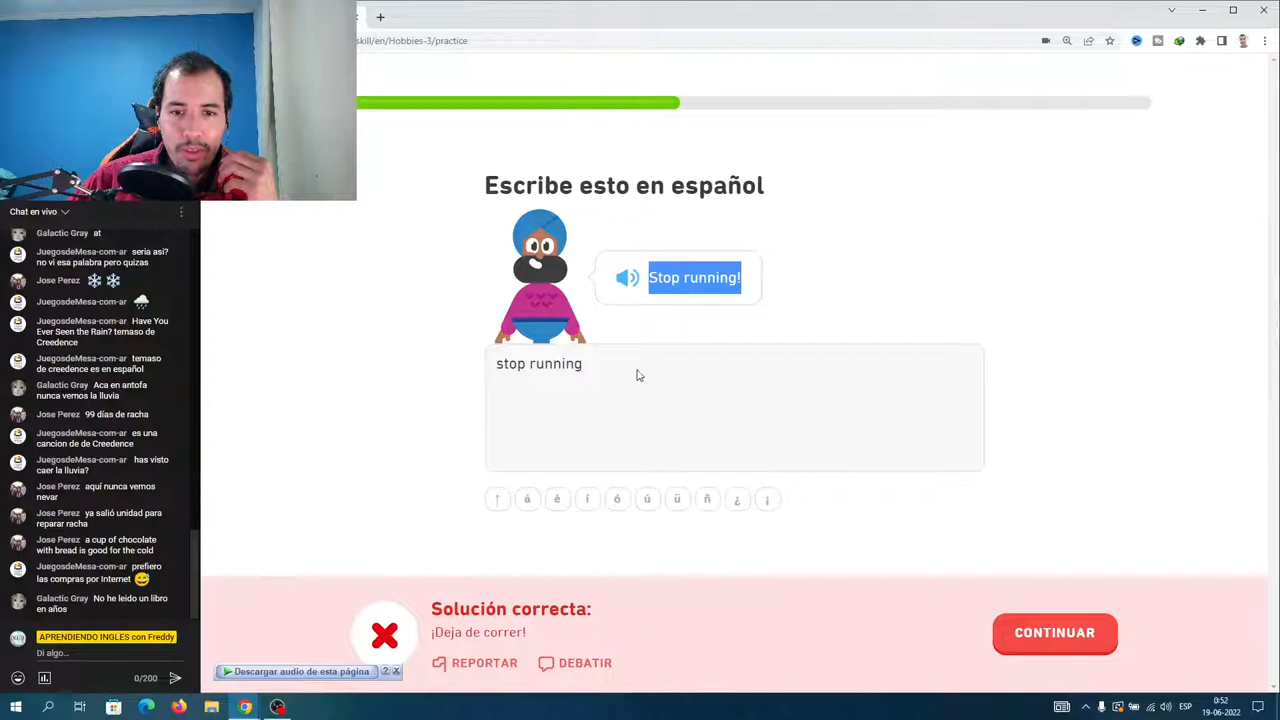 skill/en/Hobbies-3/practice
Escribe esto en español
Stop running!
stop running
↑ á é í ó ú ü ñ ¿ ¡
Solución correcta:
¡Deja de correr!
REPORTAR DEBATIR
CONTINUAR
Descargar audio de esta página ? X
Chat en vivo
Galactic Gray at
JuegosdeMesa-com-ar seria asi?
no vi esa palabra pero quizas
Jose Perez
JuegosdeMesa-com-ar
JuegosdeMesa-com-ar Have You
Ever Seen the Rain? temaso de
Creedence
JuegosdeMesa-com-ar temaso
de creedence es en español
Galactic Gray Aca en antofa
nunca vemos la lluvia
Jose Perez 99 días de racha
JuegosdeMesa-com-ar es una
cancion de de Creedence
JuegosdeMesa-com-ar has visto
caer la lluvia?
Jose Perez aquí nunca vemos
nevar
Jose Perez ya salió unidad para
reparar racha
Jose Perez a cup of chocolate
with bread is good for the cold
JuegosdeMesa-com-ar prefiero
las compras por Internet
Galactic Gray No he leido un libro
en años
APRENDIENDO INGLES con Freddy
Di algo...
0/200
ESP
0:52
19-06-2022